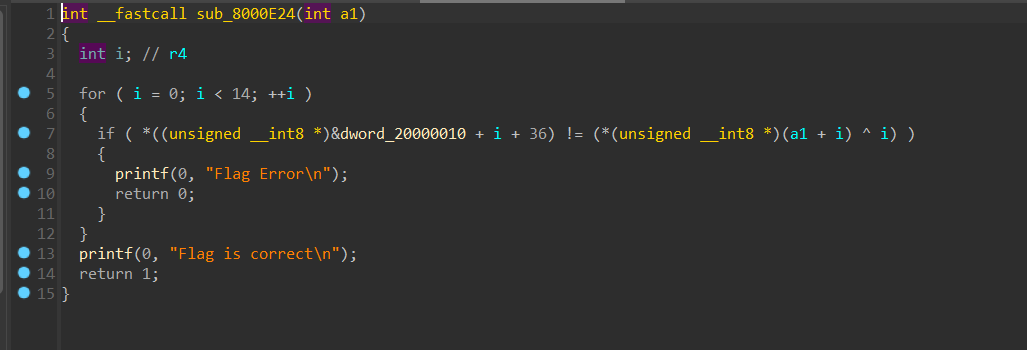 1 int __fastcall sub_8000E24(int a1)
2 {
3 int i; // r4
4
5 for ( i = 0; i < 14; ++i )
6 {
7 if ( *((unsigned __int8 *)&dword_20000010 + i + 36) != (*(unsigned __int8 *)(a1 + i) ^ i) )
8 {
9 printf(0, "Flag Error\n");
10 return 0;
11 }
12 }
13 printf(0, "Flag is correct\n");
14 return 1;
15 }